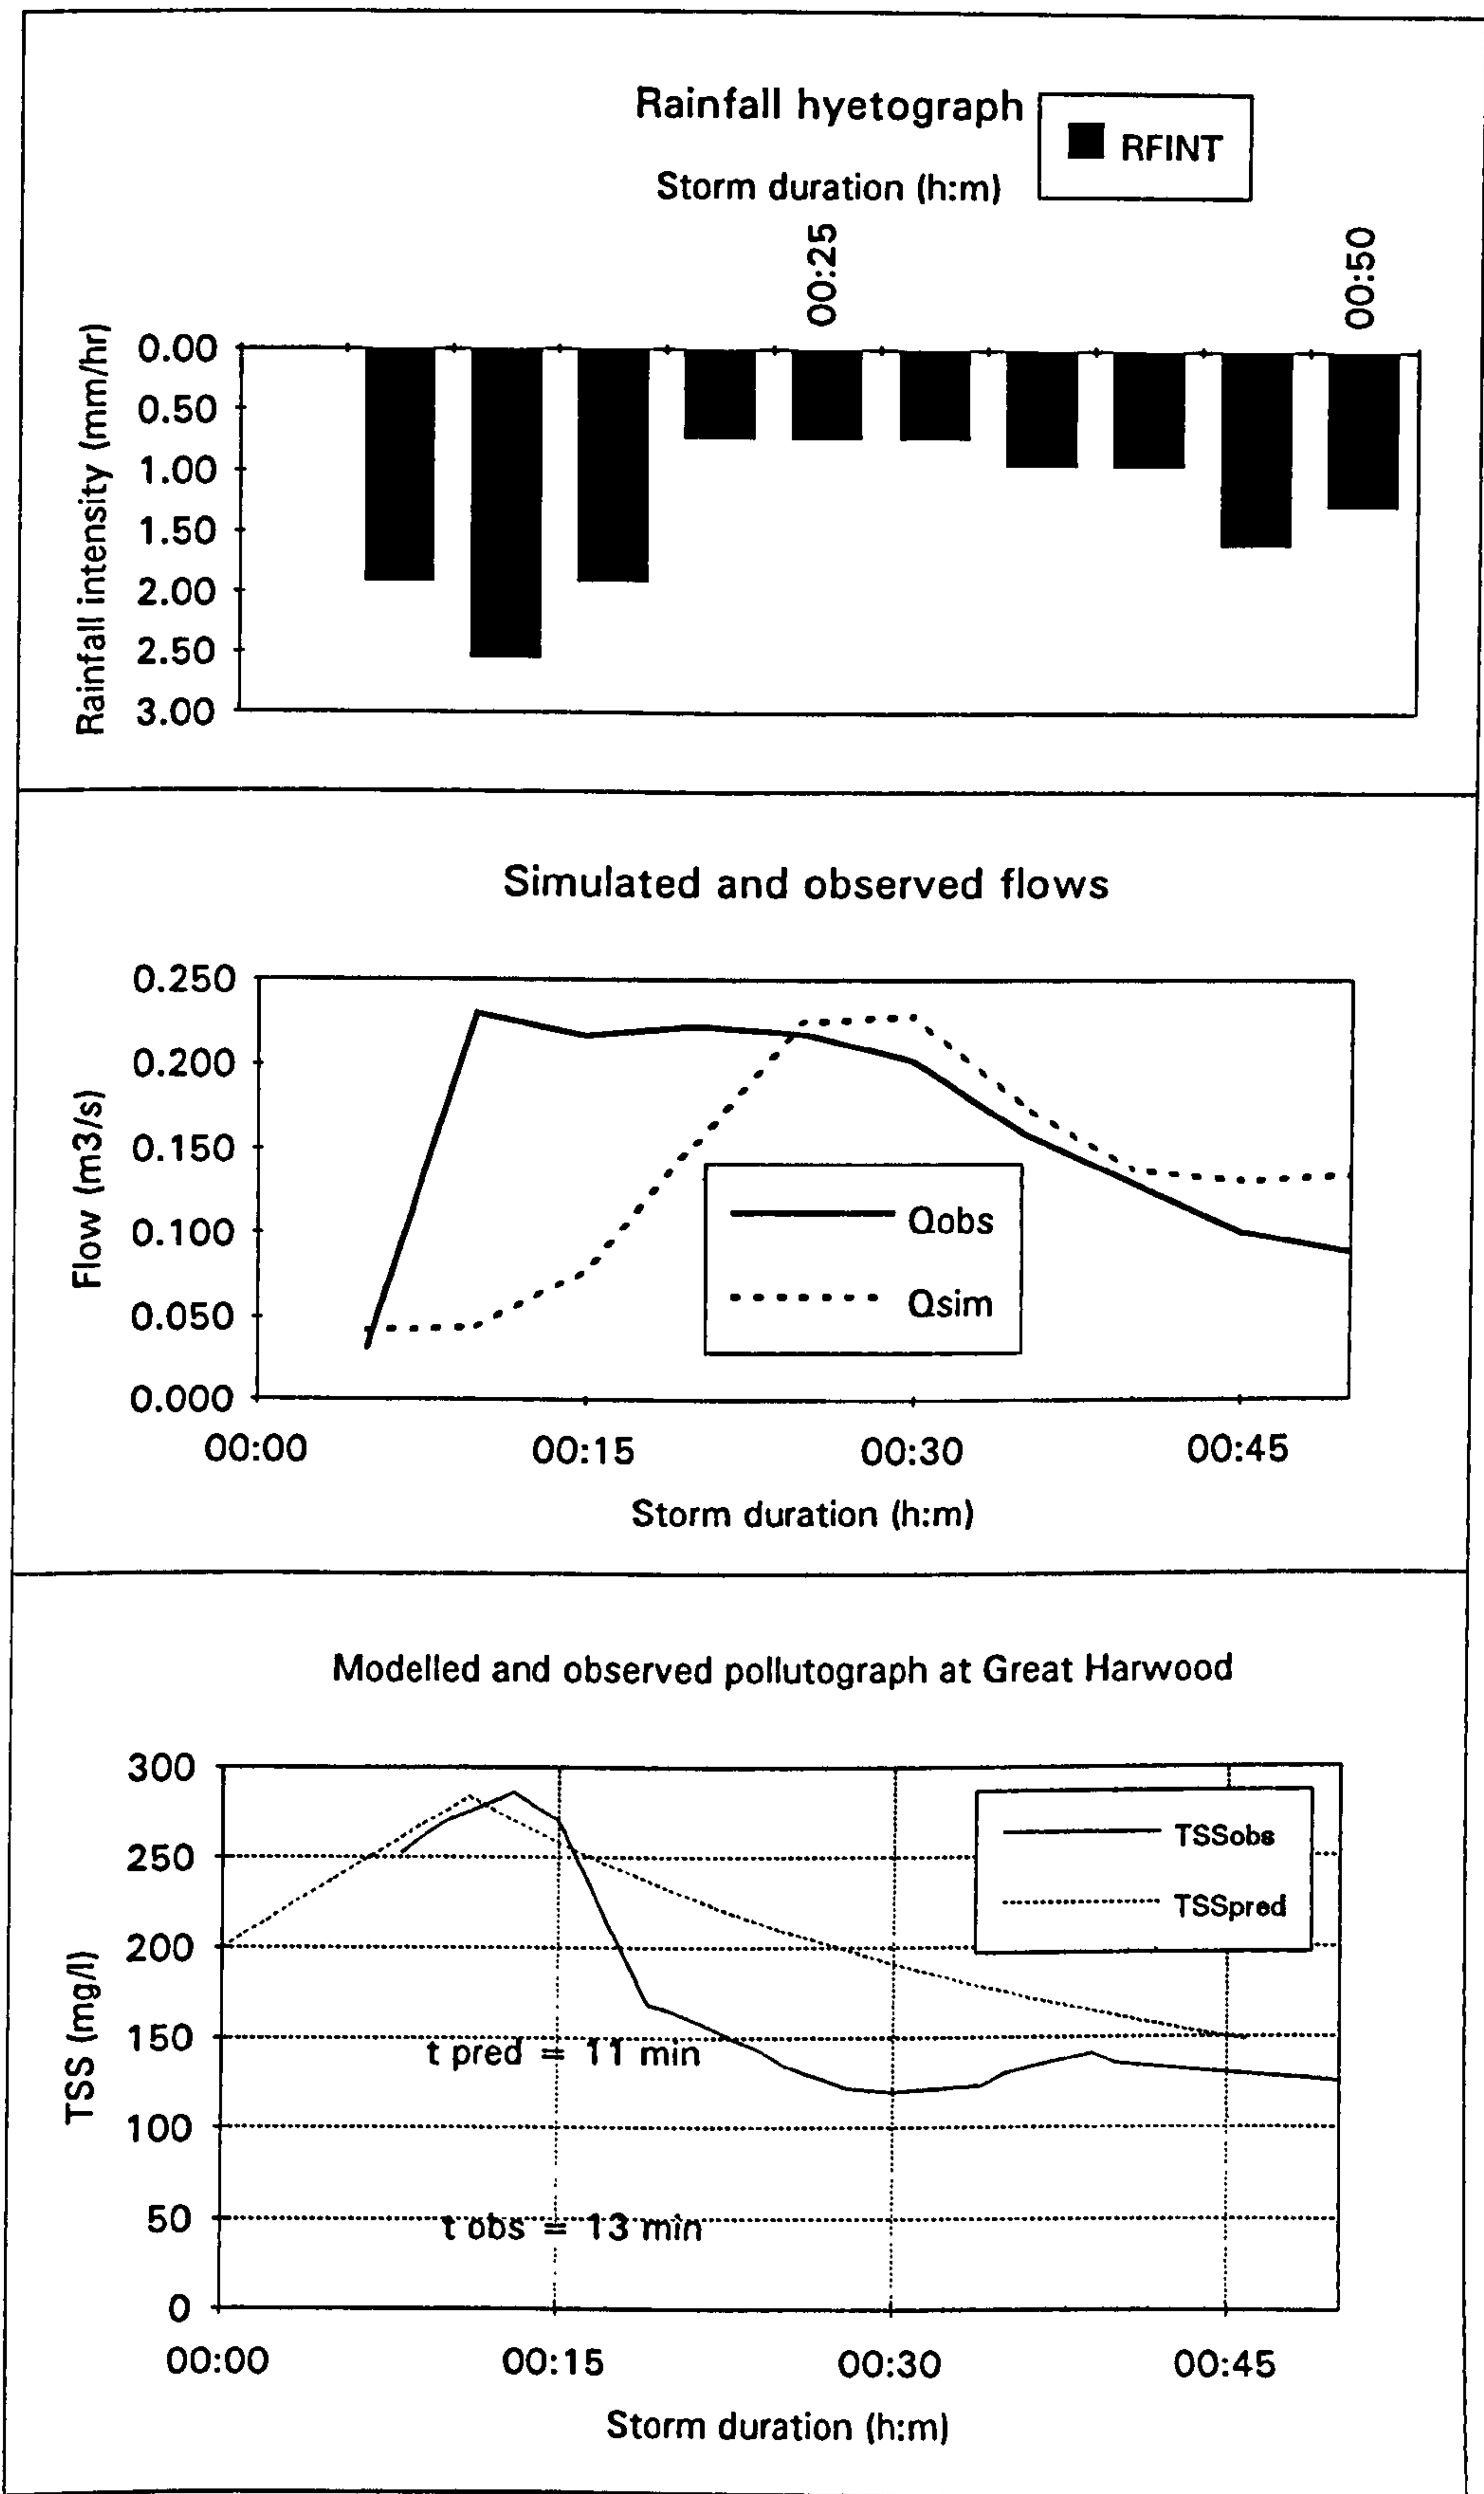 Rainfall hyetograph
RFINT
Storm duration (h:m)
00:25
00:50
Rainfall intensity (mm/hr)
0.00
0.50
1.00
1.50
2.00
2.50
3.00
Simulated and observed flows
Flow (m3/s)
0.250
0.200
0.150
0.100
0.050
0.000
Qobs
Qsim
00:00 00:15 00:30 00:45
Storm duration (h:m)
Modelled and observed pollutograph at Great Harwood
TSS (mg/l)
300
250
200
150
100
50
0
TSSobs
TSSpred
t pred = 11 min
t obs = 13 min
00:00 00:15 00:30 00:45
Storm duration (h:m)